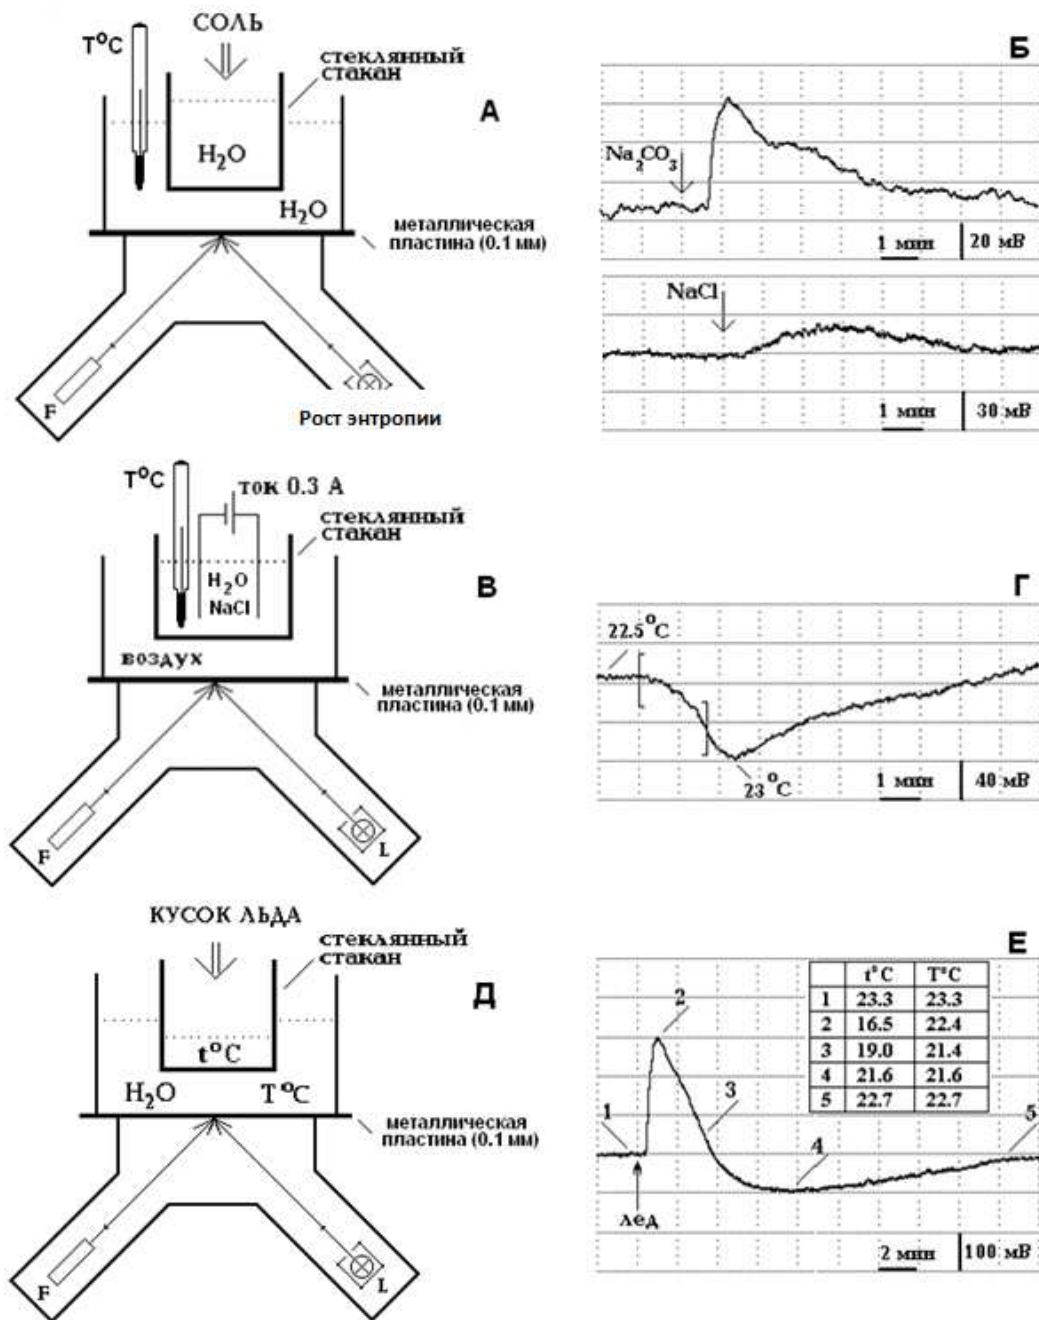 T°C
СОЛЬ
стеклянный
стакан
А
H₂O
H₂O
металлическая
пластина (0.1 мм)
F
Рост энтропии
Б
Na₂CO₃
1 мин
20 мВ
NaCl
1 мин
30 мВ
T°C
ток 0.3 А
стеклянный
стакан
В
H₂O
NaCl
воздух
металлическая
пластина (0.1 мм)
F
L
Г
22.5°C
23°C
1 мин
40 мВ
КУСОК ЛЬДА
стеклянный
стакан
Д
t°C
H₂O
T°C
металлическая
пластина (0.1 мм)
F
L
Е
t°C T°C
1 23.3 23.3
2 16.5 22.4
3 19.0 21.4
4 21.6 21.6
5 22.7 22.7
2
1
3
4
5
лед
2 мин
100 мВ